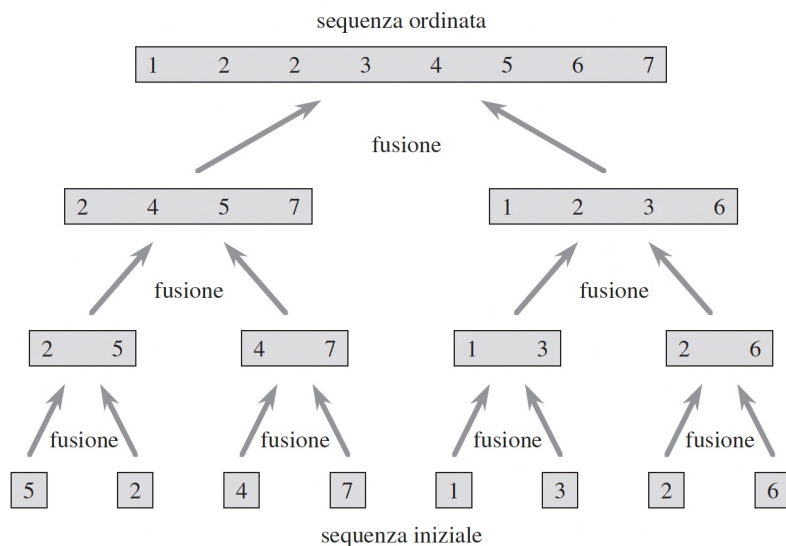 sequenza ordinata
1 2 2 3 4 5 6 7
fusione
2 4 5 7 1 2 3 6
fusione fusione
2 5 4 7 1 3 2 6
fusione fusione fusione fusione
5 2 4 7 1 3 2 6
sequenza iniziale